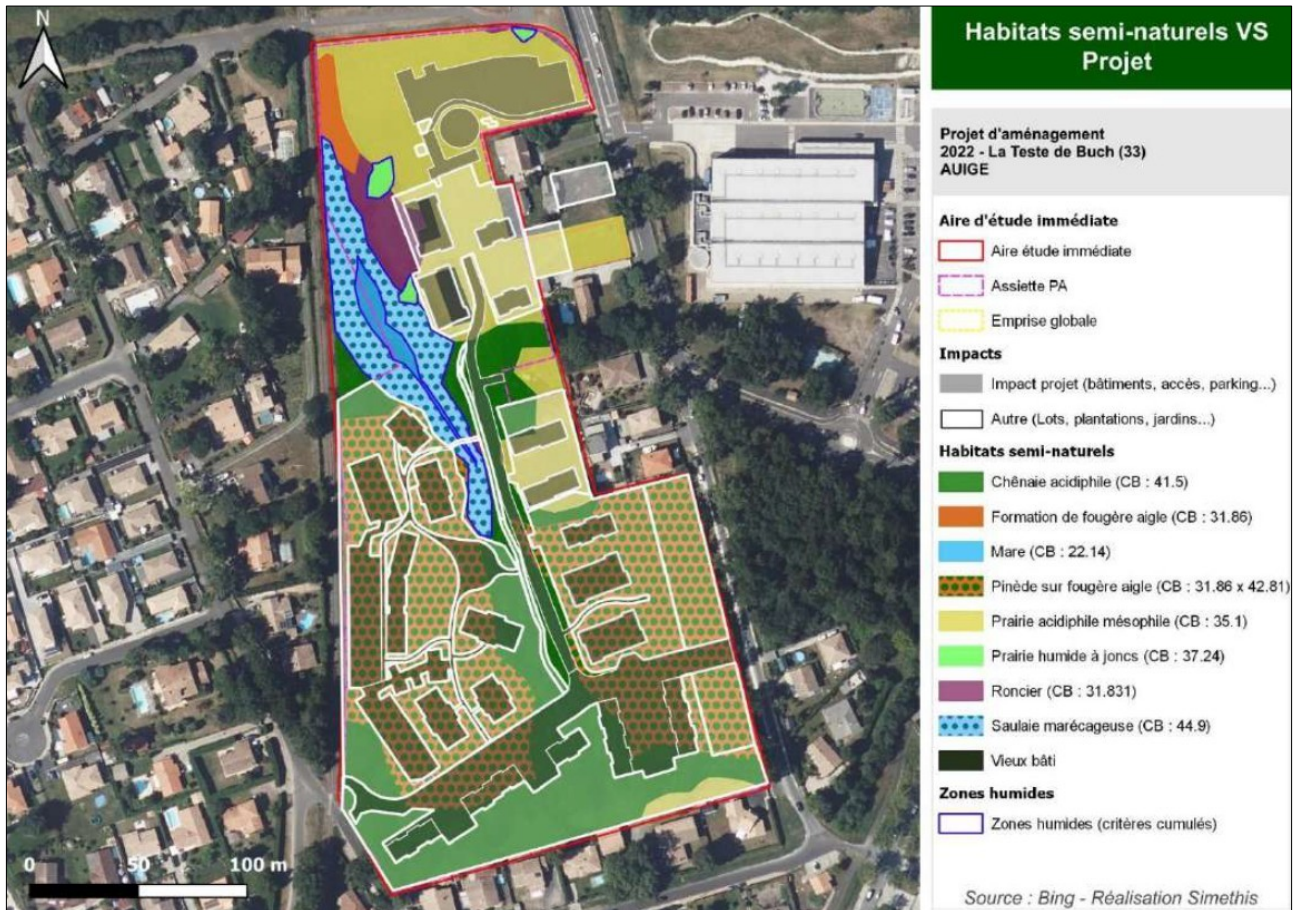 N
Habitats semi-naturels VS
Projet
Projet d'aménagement
2022 - La Teste de Buch (33)
AUIGE
Aire d'étude immédiate
Aire étude immédiate
Assiette PA
Emprise globale
Impacts
Impact projet (bâtiments, accès, parking...)
Autre (Lots, plantations, jardins...)
Habitats semi-naturels
Chênaie acidiphile (CB : 41.5)
Formation de fougère aigle (CB : 31.86)
Mare (CB : 22.14)
Pinède sur fougère aigle (CB : 31.86 x 42.81)
Prairie acidiphile mésophile (CB : 35.1)
Prairie humide à joncs (CB : 37.24)
Roncier (CB : 31.831)
Saulaie marécageuse (CB : 44.9)
Vieux bâti
Zones humides
Zones humides (critères cumulés)
0 50 100 m
Source : Bing - Réalisation Simethis